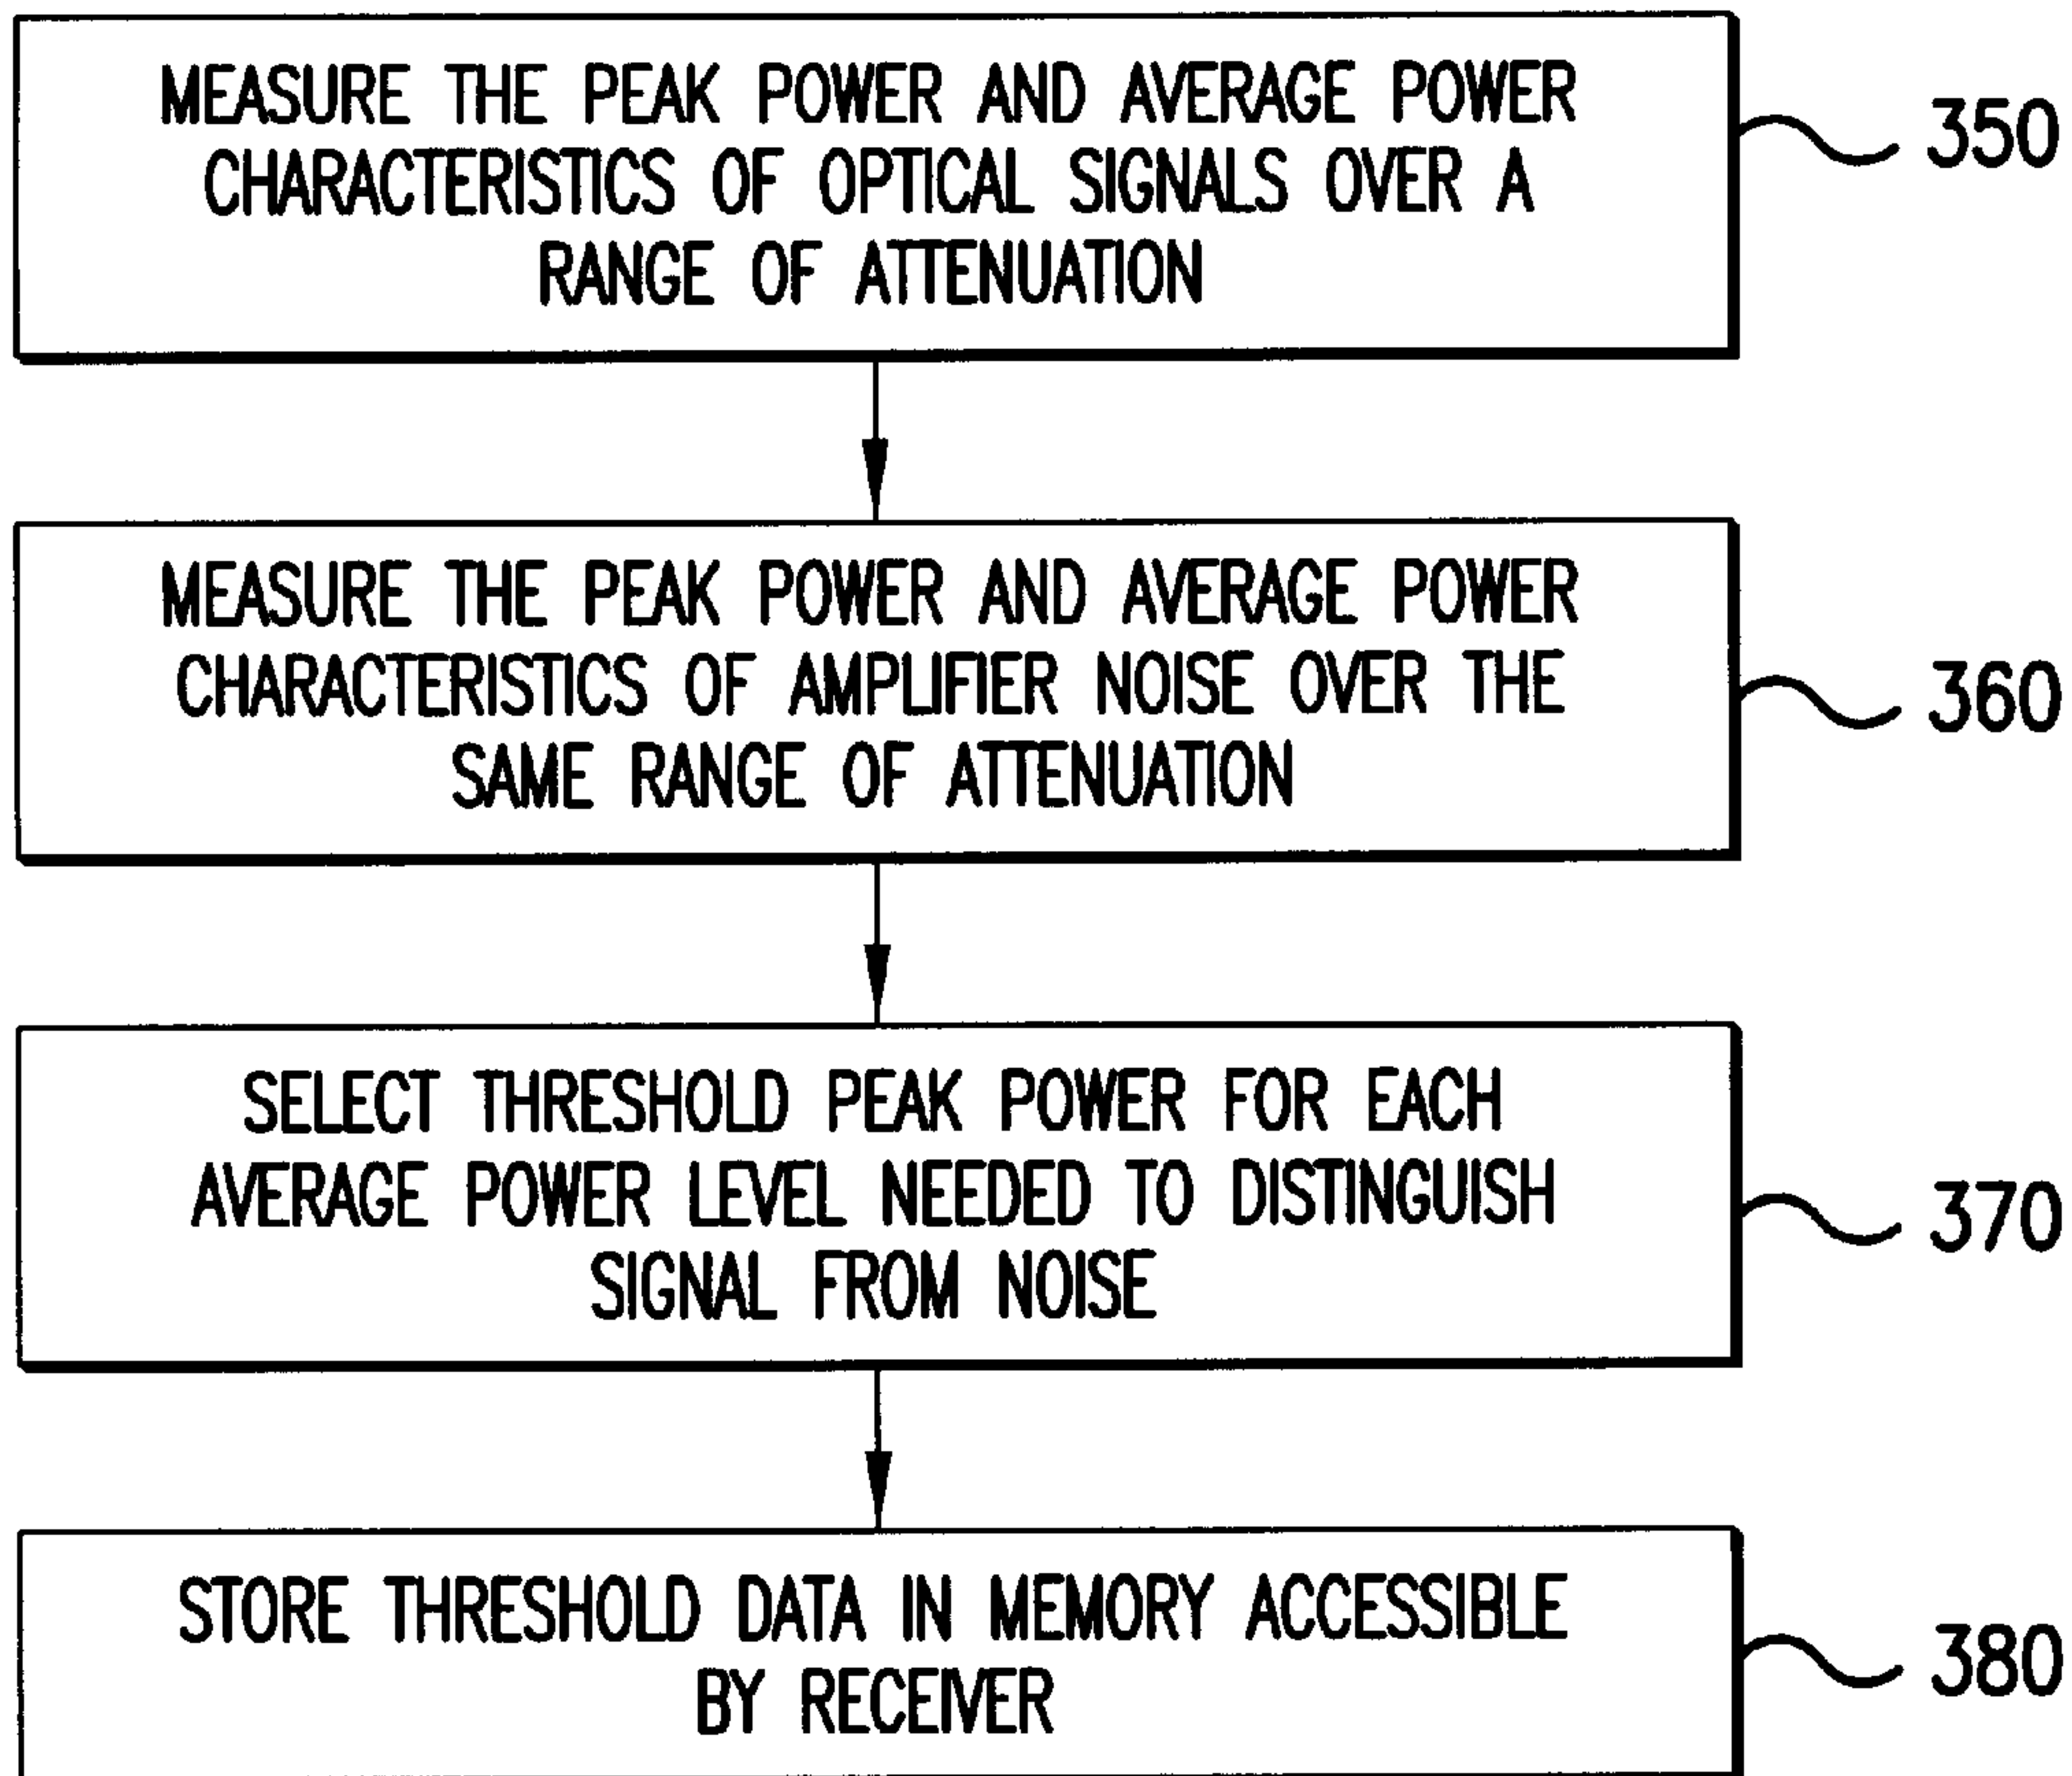 MEASURE THE PEAK POWER AND AVERAGE POWER
CHARACTERISTICS OF OPTICAL SIGNALS OVER A
RANGE OF ATTENUATION
350
MEASURE THE PEAK POWER AND AVERAGE POWER
CHARACTERISTICS OF AMPLIFIER NOISE OVER THE
SAME RANGE OF ATTENUATION
360
SELECT THRESHOLD PEAK POWER FOR EACH
AVERAGE POWER LEVEL NEEDED TO DISTINGUISH
SIGNAL FROM NOISE
370
STORE THRESHOLD DATA IN MEMORY ACCESSIBLE
BY RECEIVER
380